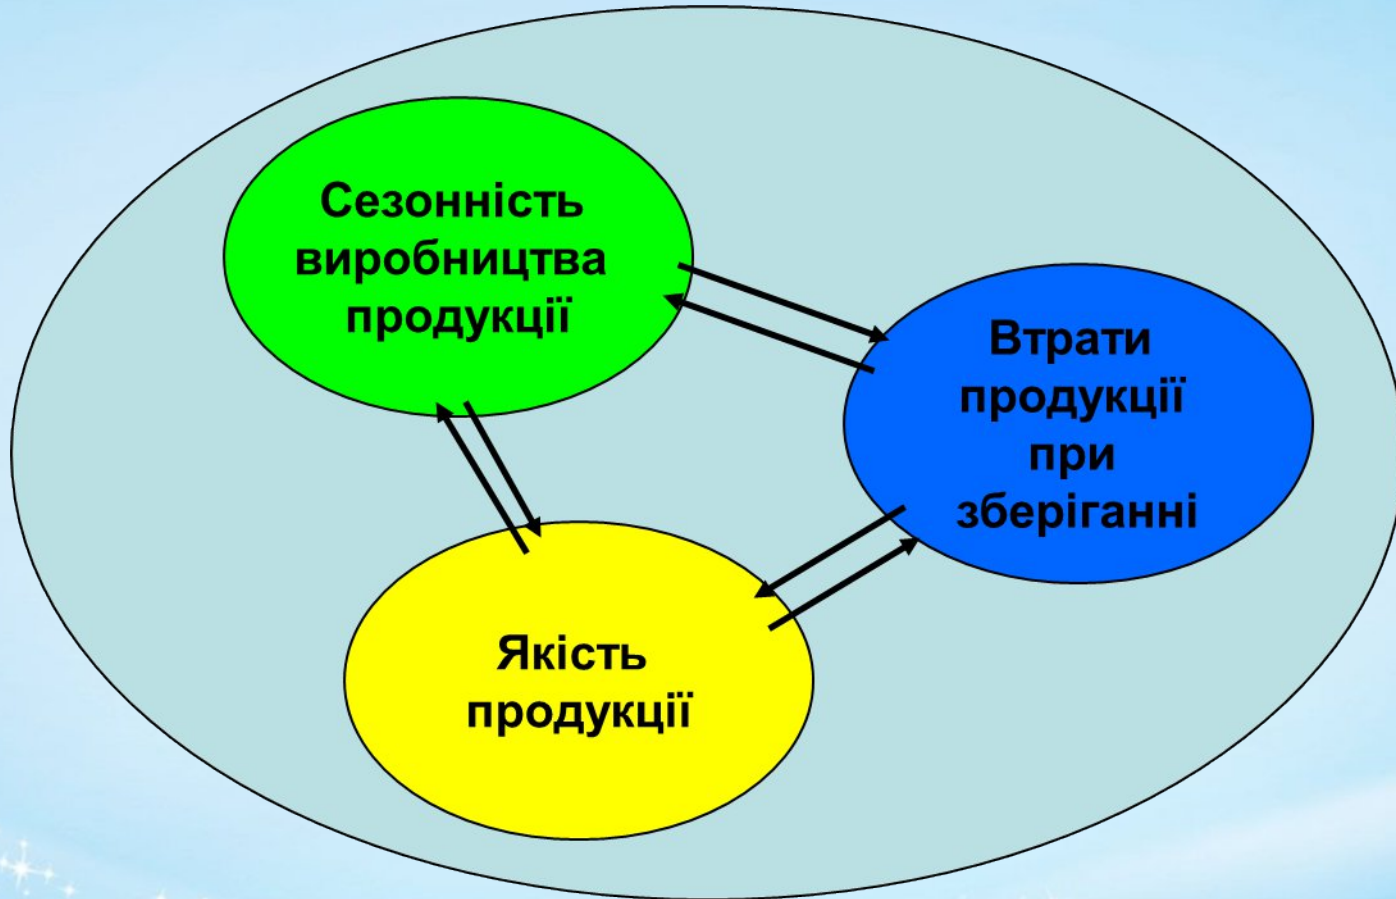 Сезонність
виробництва
продукції
Втрати
продукції
при
зберіганні
Якість
продукції